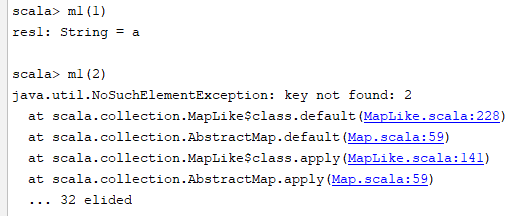 scala> m1(1)
res1: String = a
scala> m1(2)
java.util.NoSuchElementException: key not found: 2
at scala.collection.MapLike$class.default(MapLike.scala:228)
at scala.collection.AbstractMap.default(Map.scala:59)
at scala.collection.MapLike$class.apply(MapLike.scala:141)
at scala.collection.AbstractMap.apply(Map.scala:59)
... 32 elided